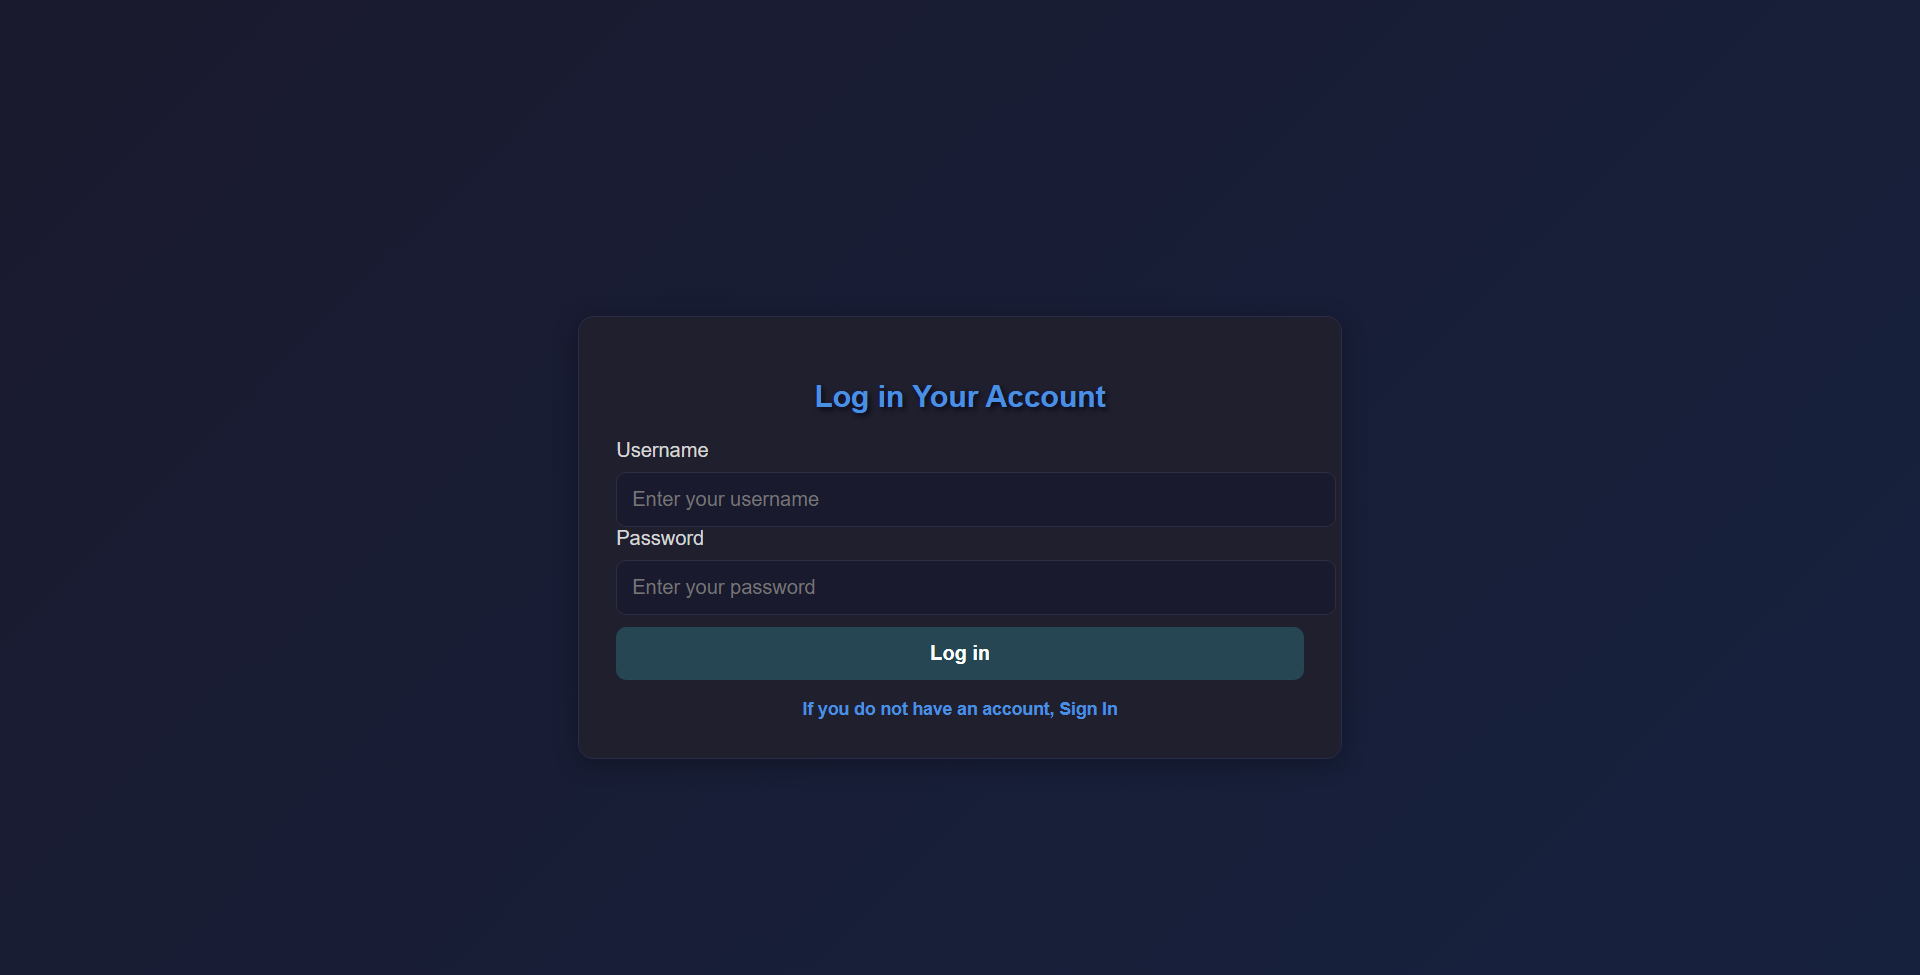 Log in Your Account
Username
Enter your username
Password
Enter your password
Log in
If you do not have an account, Sign In